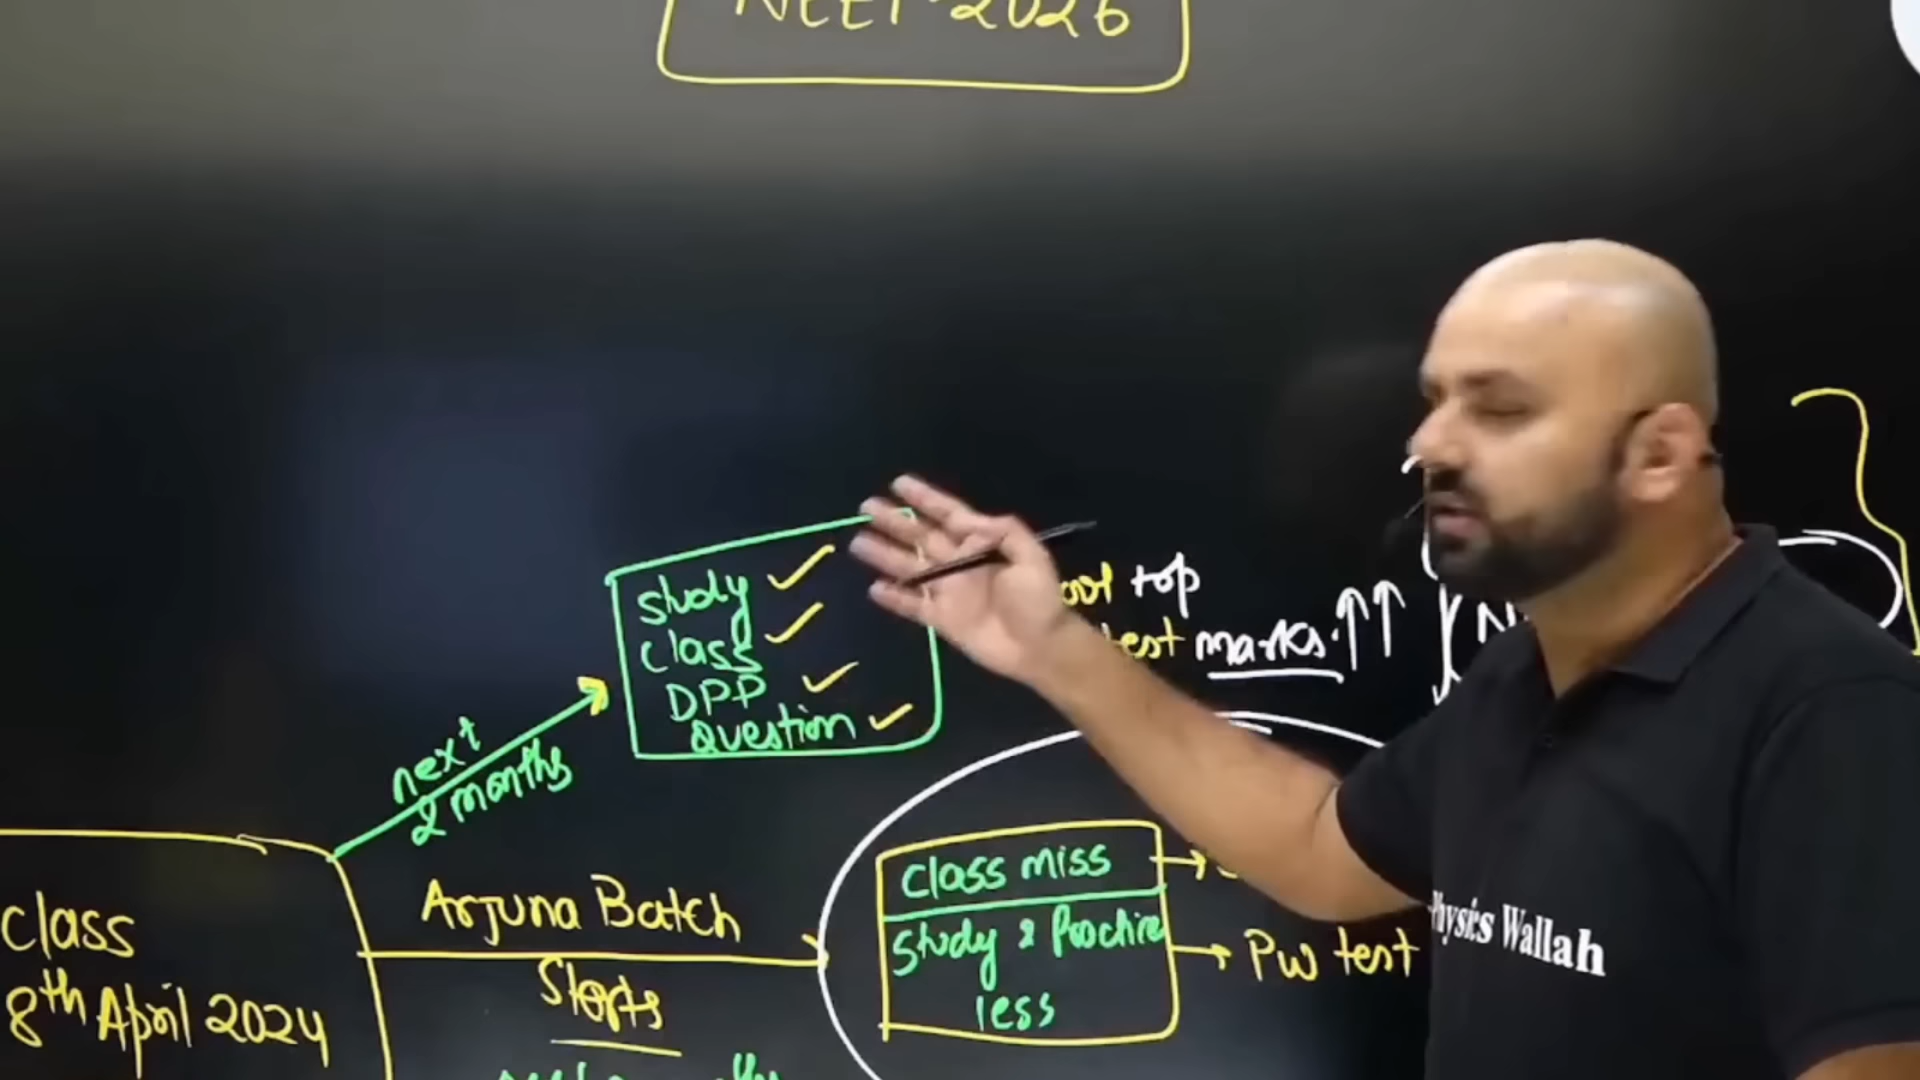 NEET-2026
study
class
DPP
question
next
2 months
top
test marks
class
8th April 2024
Arjuna Batch
Starts
class miss
study & Practice
less
PW test
Physics Wallah